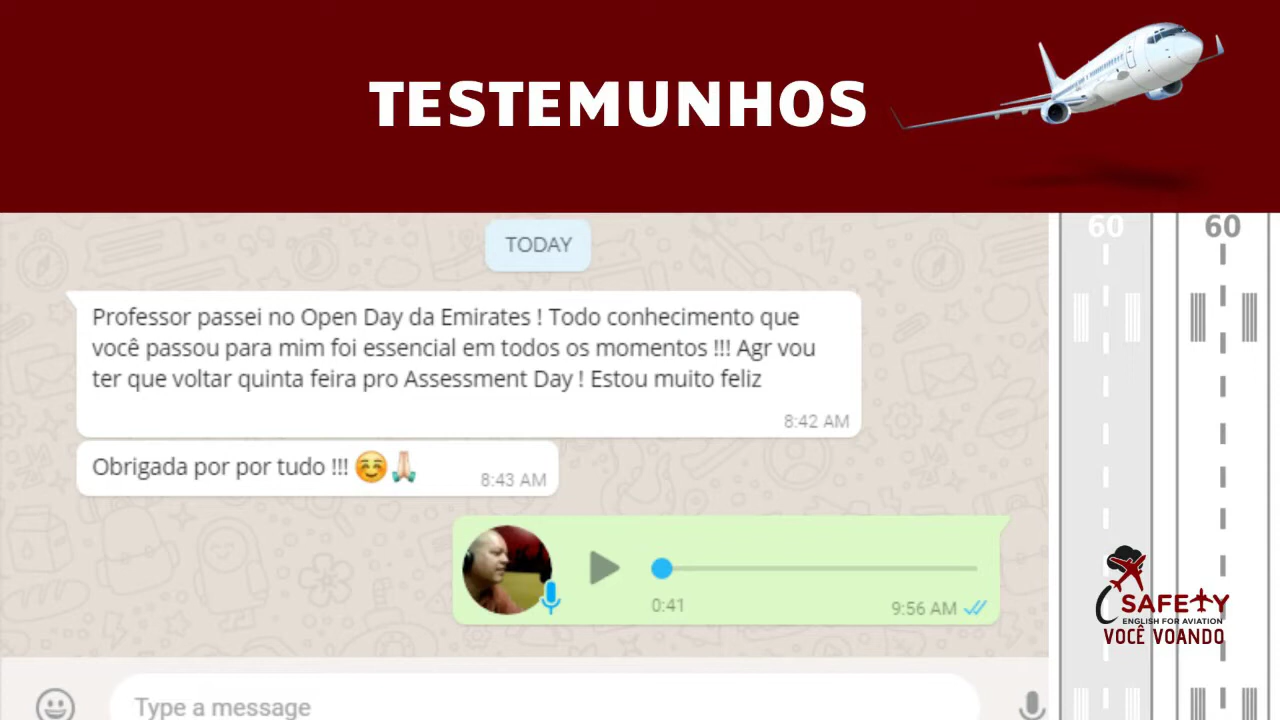 TESTEMUNHOS
60 60
TODAY
Professor passei no Open Day da Emirates ! Todo conhecimento que
você passou para mim foi essencial em todos os momentos !!! Agr vou
ter que voltar quinta feira pro Assessment Day ! Estou muito feliz
8:42 AM
Obrigada por por tudo !!! ☺️🙏🏻
8:43 AM
0:41
9:56 AM
SAFETY
ENGLISH FOR AVIATION
VOCÊ VOANDO
Type a message